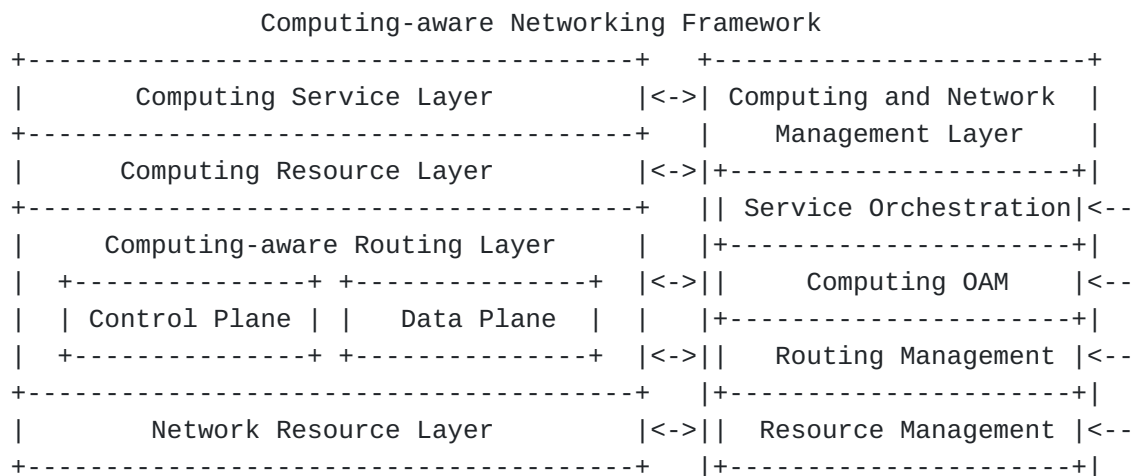 Computing-aware Networking Framework
+---------------------------------------+   +------------------------+
|       Computing Service Layer         |<->| Computing and Network  |
+---------------------------------------+   |    Management Layer    |
|      Computing Resource Layer         |<->|+----------------------+|
+---------------------------------------+   || Service Orchestration|<--
|     Computing-aware Routing Layer     |   |+----------------------+|
|  +---------------+ +---------------+  |<->||     Computing OAM    |<--
|  | Control Plane | |   Data Plane  |  |   |+----------------------+|
|  +---------------+ +---------------+  |<->||   Routing Management |<--
+---------------------------------------+   |+----------------------+|
|        Network Resource Layer         |<->||  Resource Management |<--
+---------------------------------------+   |+----------------------+|